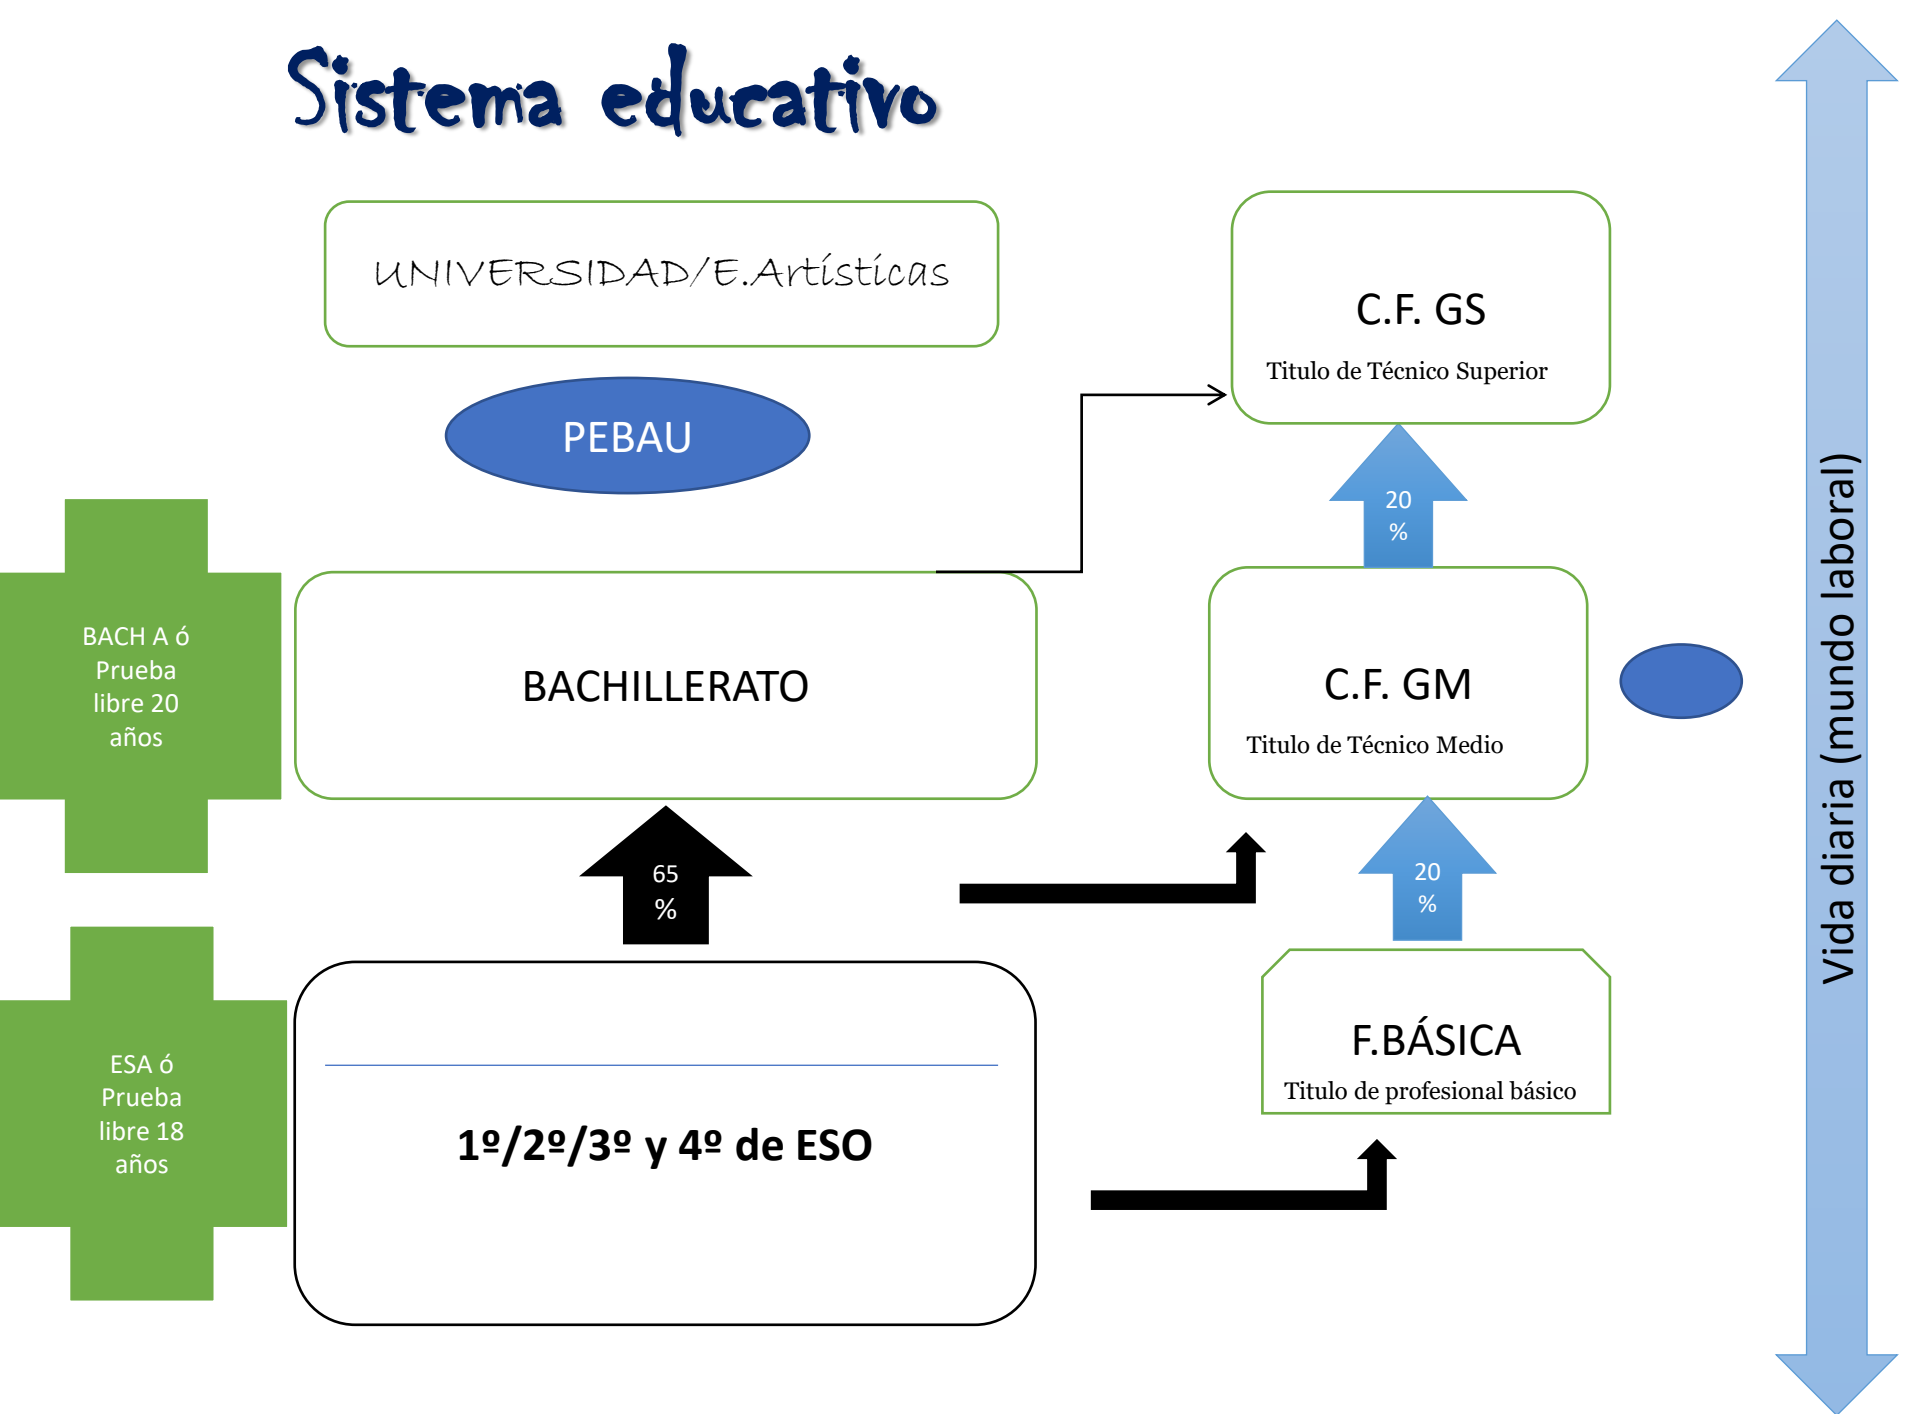 Sistema educativo
UNIVERSIDAD/E.Artísticas
C.F. GS
Titulo de Técnico Superior
PEBAU
20
%
BACH A ó
Prueba
libre 20
años
BACHILLERATO
C.F. GM
Titulo de Técnico Medio
Vida diaria (mundo laboral)
65
%
20
%
ESA ó
Prueba
libre 18
años
1º/2º/3º y 4º de ESO
F.BÁSICA
Titulo de profesional básico